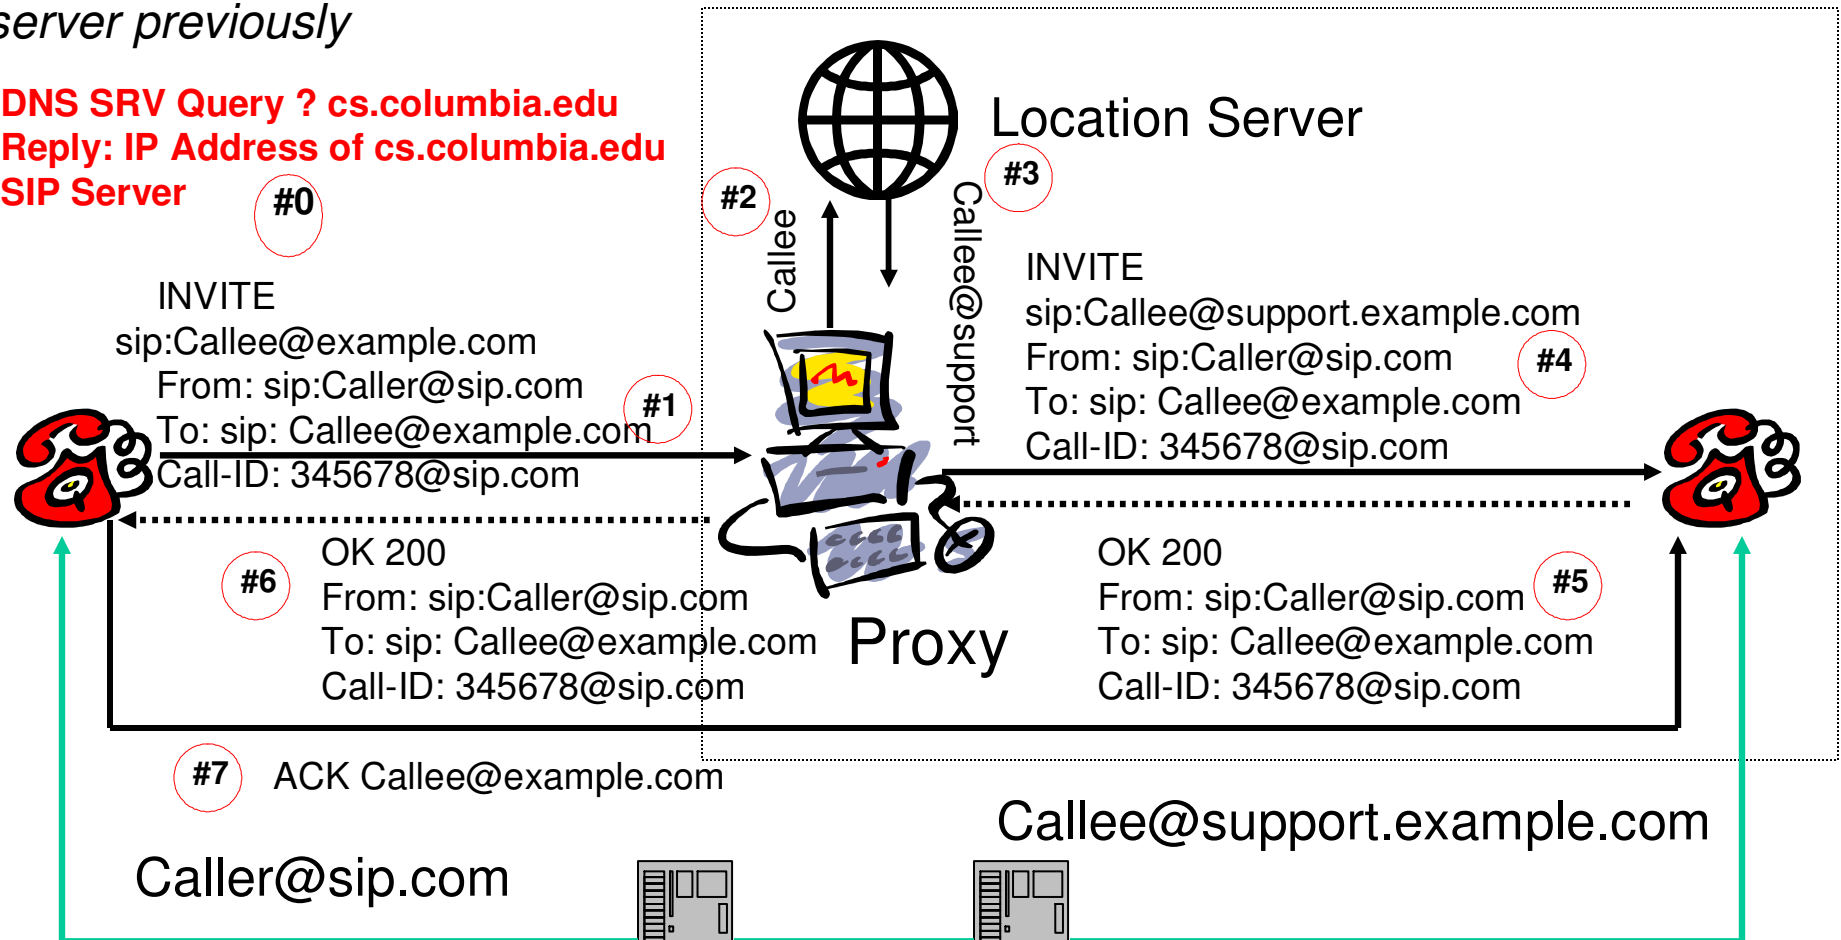 server previously
DNS SRV Query ? cs.columbia.edu
Reply: IP Address of cs.columbia.edu
SIP Server
#0
Location Server
#2
#3
Callee
Callee@support
INVITE
sip:Callee@example.com
From: sip:Caller@sip.com
To: sip: Callee@example.com
Call-ID: 345678@sip.com
#1
INVITE
sip:Callee@support.example.com
From: sip:Caller@sip.com
To: sip: Callee@example.com
Call-ID: 345678@sip.com
#4
OK 200
From: sip:Caller@sip.com
To: sip: Callee@example.com
Call-ID: 345678@sip.com
#6
Proxy
OK 200
From: sip:Caller@sip.com
To: sip: Callee@example.com
Call-ID: 345678@sip.com
#5
#7
ACK Callee@example.com
Callee@support.example.com
Caller@sip.com